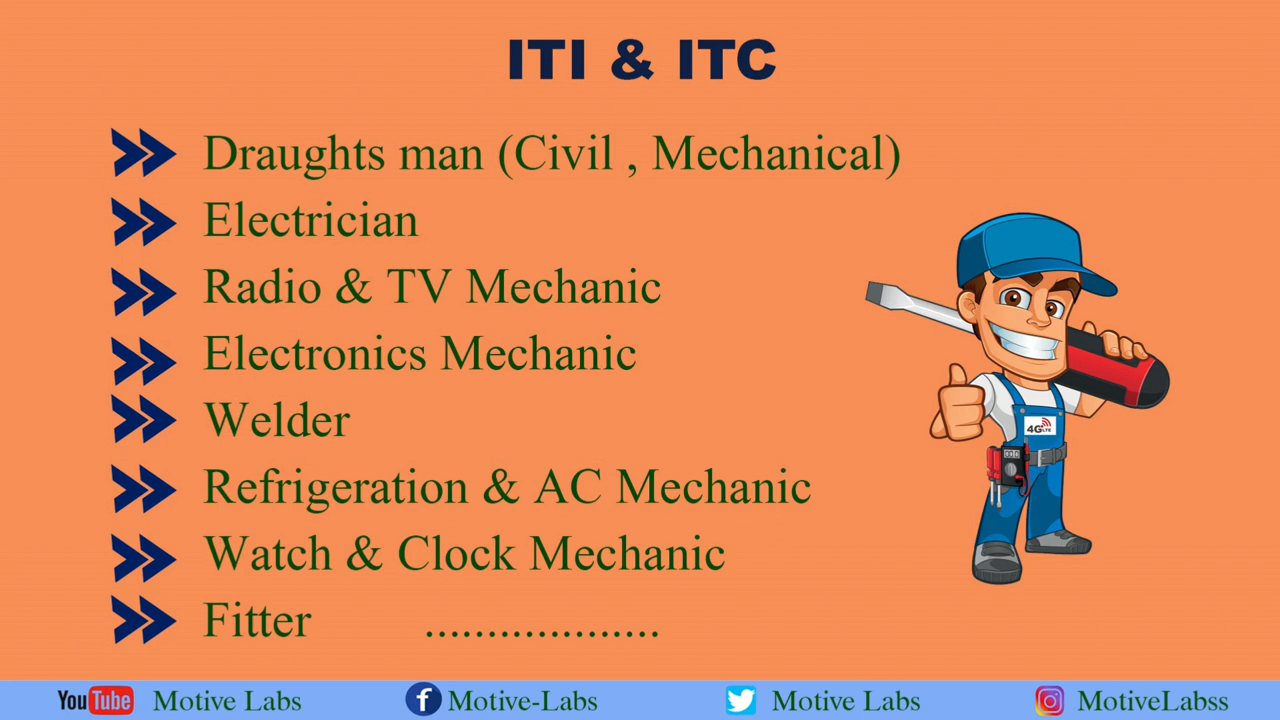 ITI & ITC
Draughts man (Civil , Mechanical)
Electrician
Radio & TV Mechanic
Electronics Mechanic
Welder
Refrigeration & AC Mechanic
Watch & Clock Mechanic
Fitter ...................
4G LTE
YouTube Motive Labs f Motive-Labs Motive Labs MotiveLabss